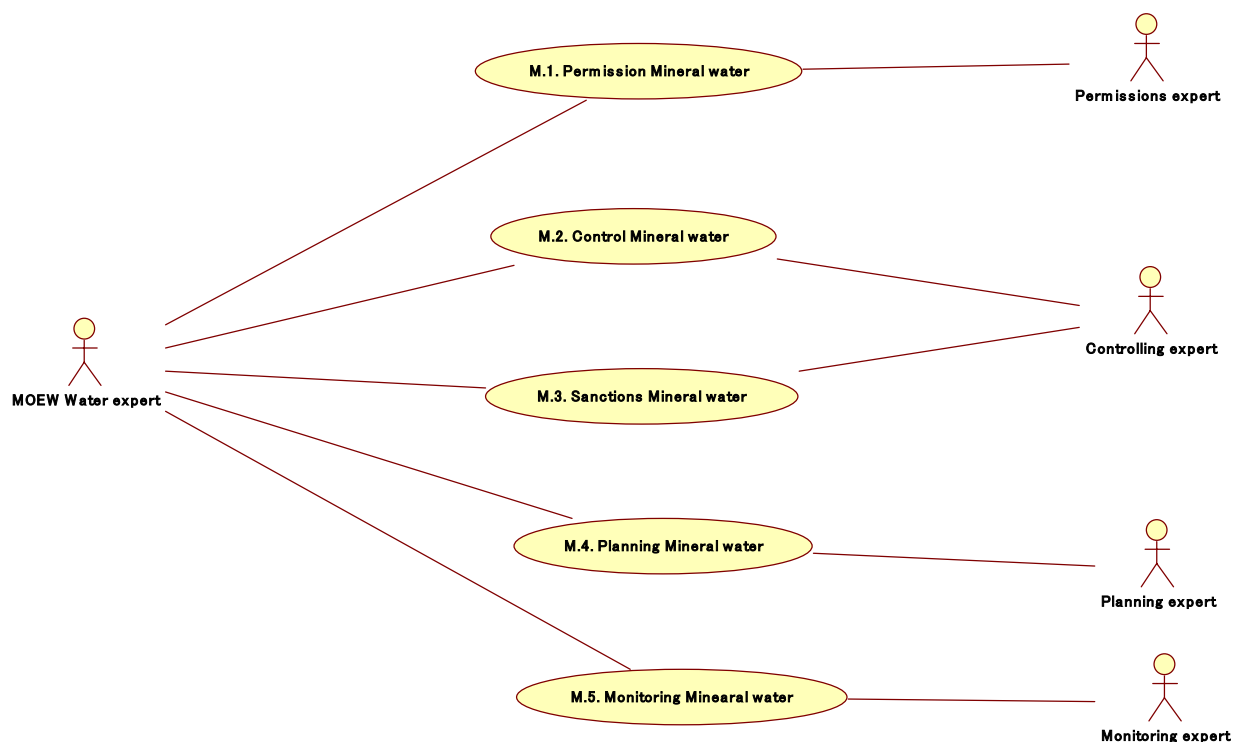 M.1. Permission Mineral water
Permissions expert
M.2. Control Mineral water
Controlling expert
MOEW Water expert
M.3. Sanctions Mineral water
M.4. Planning Mineral water
Planning expert
M.5. Monitoring Minearal water
Monitoring expert